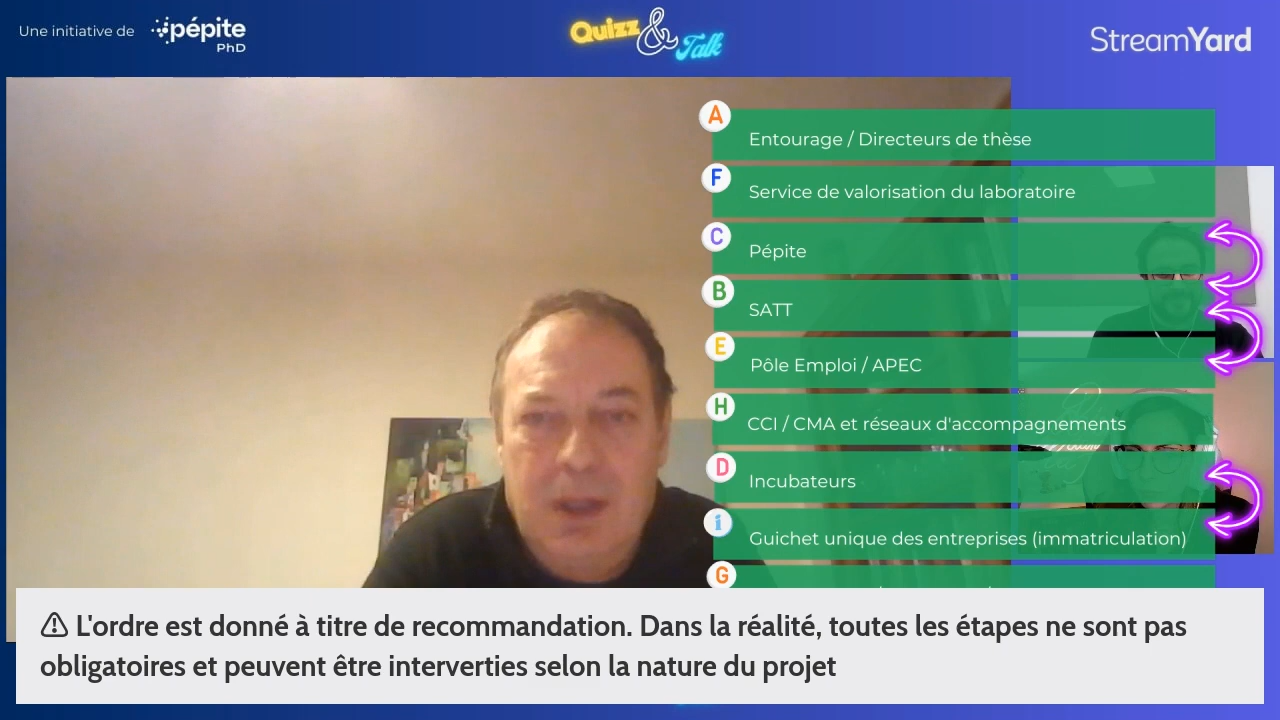 Une initiative de
pépite
PhD
Quizz & Talk
StreamYard
A
Entourage / Directeurs de thèse
F
Service de valorisation du laboratoire
C
Pépite
B
SATT
E
Pôle Emploi / APEC
H
CCI / CMA et réseaux d'accompagnements
D
Incubateurs
i
Guichet unique des entreprises (immatriculation)
G
⚠ L'ordre est donné à titre de recommandation. Dans la réalité, toutes les étapes ne sont pas
obligatoires et peuvent être interverties selon la nature du projet